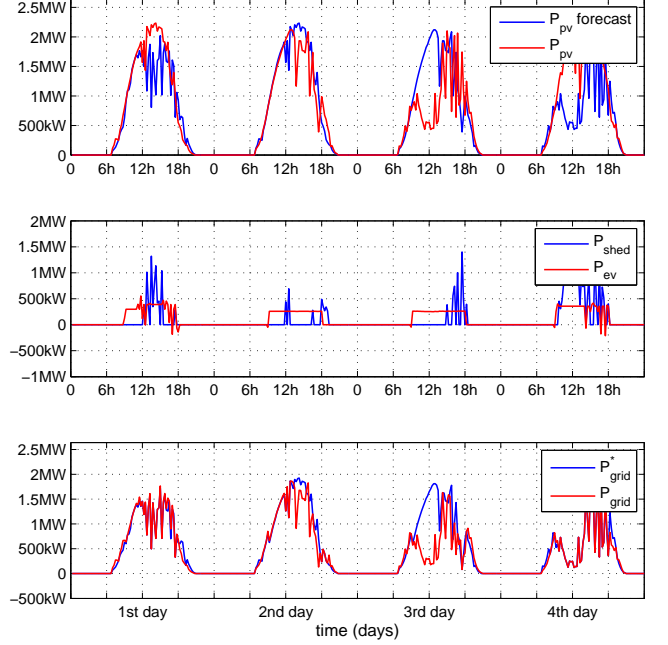 2.5MW
2MW
1.5MW
1MW
500kW
0
P_pv forecast
P_pv
0 6h 12h 18h 0 6h 12h 18h 0 6h 12h 18h 0 6h 12h 18h
2MW
1.5MW
1MW
500kW
0
−500kW
−1MW
P_shed
P_ev
0 6h 12h 18h 0 6h 12h 18h 0 6h 12h 18h 0 6h 12h 18h
2.5MW
2MW
1.5MW
1MW
500kW
0
−500kW
P*_grid
P_grid
1st day 2nd day 3rd day 4th day
time (days)